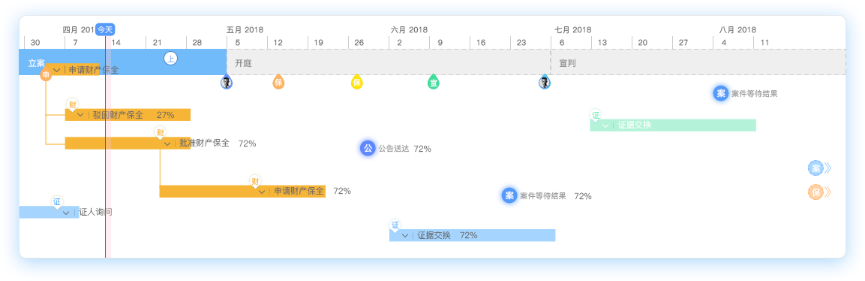 四月 201 今天 五月 2018 六月 2018 七月 2018 八月 2018
30 7 14 21 28 5 12 19 26 2 9 16 23 6 13 20 27 4 11
立案 上 开庭 宣判
申 申请财产保全
保 宣
案 案件等待结果
财
驳回财产保全 27%
证
证据交换
财
批准财产保全 72%
公 公告送达 72%
案
财
申请财产保全 72%
案 案件等待结果 72%
保
证
证人询问
证
证据交换 72%